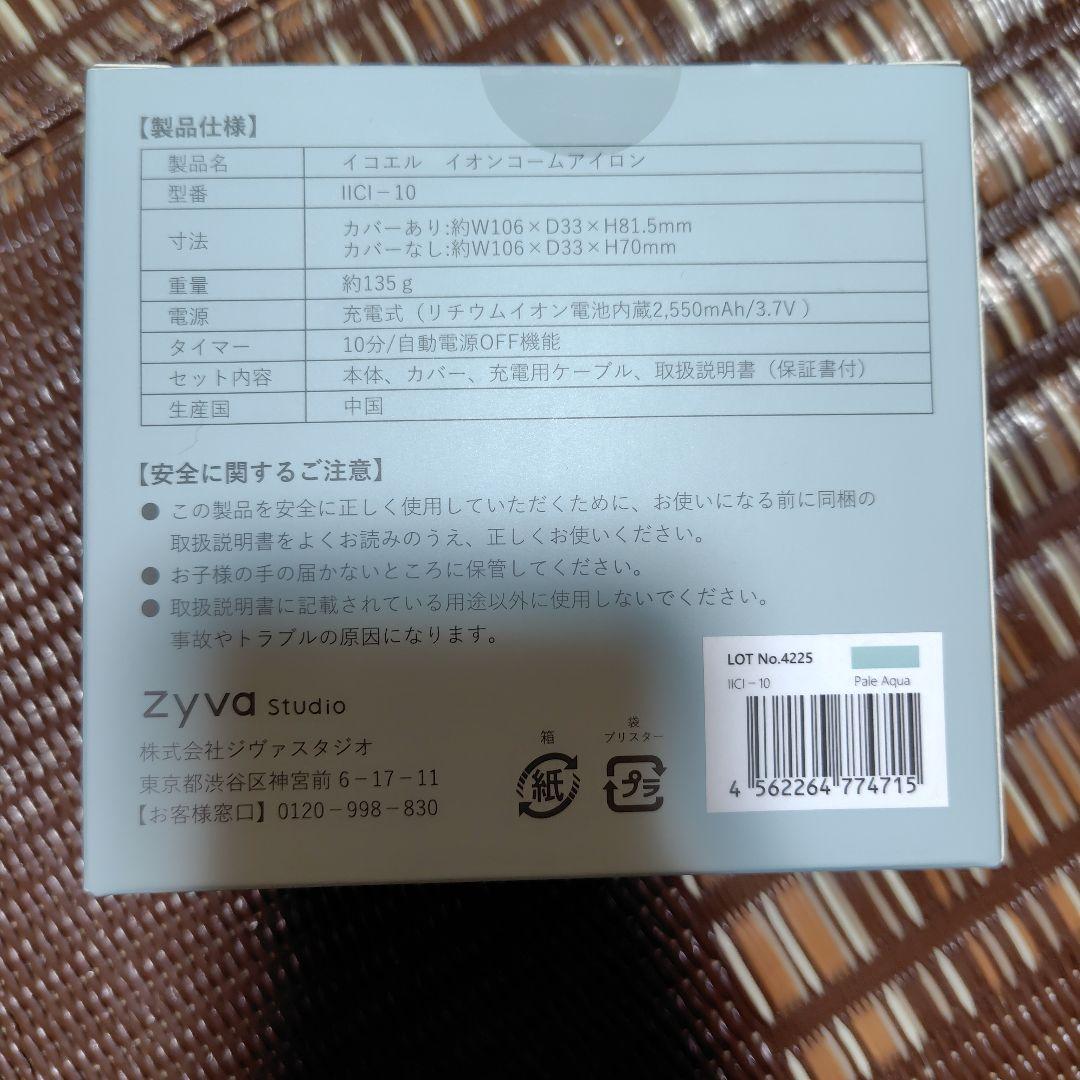 【製品仕様】
製品名 イコエル イオンコームアイロン
型番 IICI－10
寸法 カバーあり:約W106×D33×H81.5mm
カバーなし:約W106×D33×H70mm
重量 約135g
電源 充電式（リチウムイオン電池内蔵2,550mAh/3.7V）
タイマー 10分/自動電源OFF機能
セット内容 本体、カバー、充電用ケーブル、取扱説明書（保証書付）
生産国 中国
【安全に関するご注意】
● この製品を安全に正しく使用していただくために、お使いになる前に同梱の
取扱説明書をよくお読みのうえ、正しくお使いください。
● お子様の手の届かないところに保管してください。
● 取扱説明書に記載されている用途以外に使用しないでください。
事故やトラブルの原因になります。
zyva Studio
株式会社ジヴァスタジオ
東京都渋谷区神宮前6－17－11
【お客様窓口】0120－998－830
箱
紙
袋
ブリスター
プラ
LOT No.4225
IICI－10 Pale Aqua
4 562264 774715